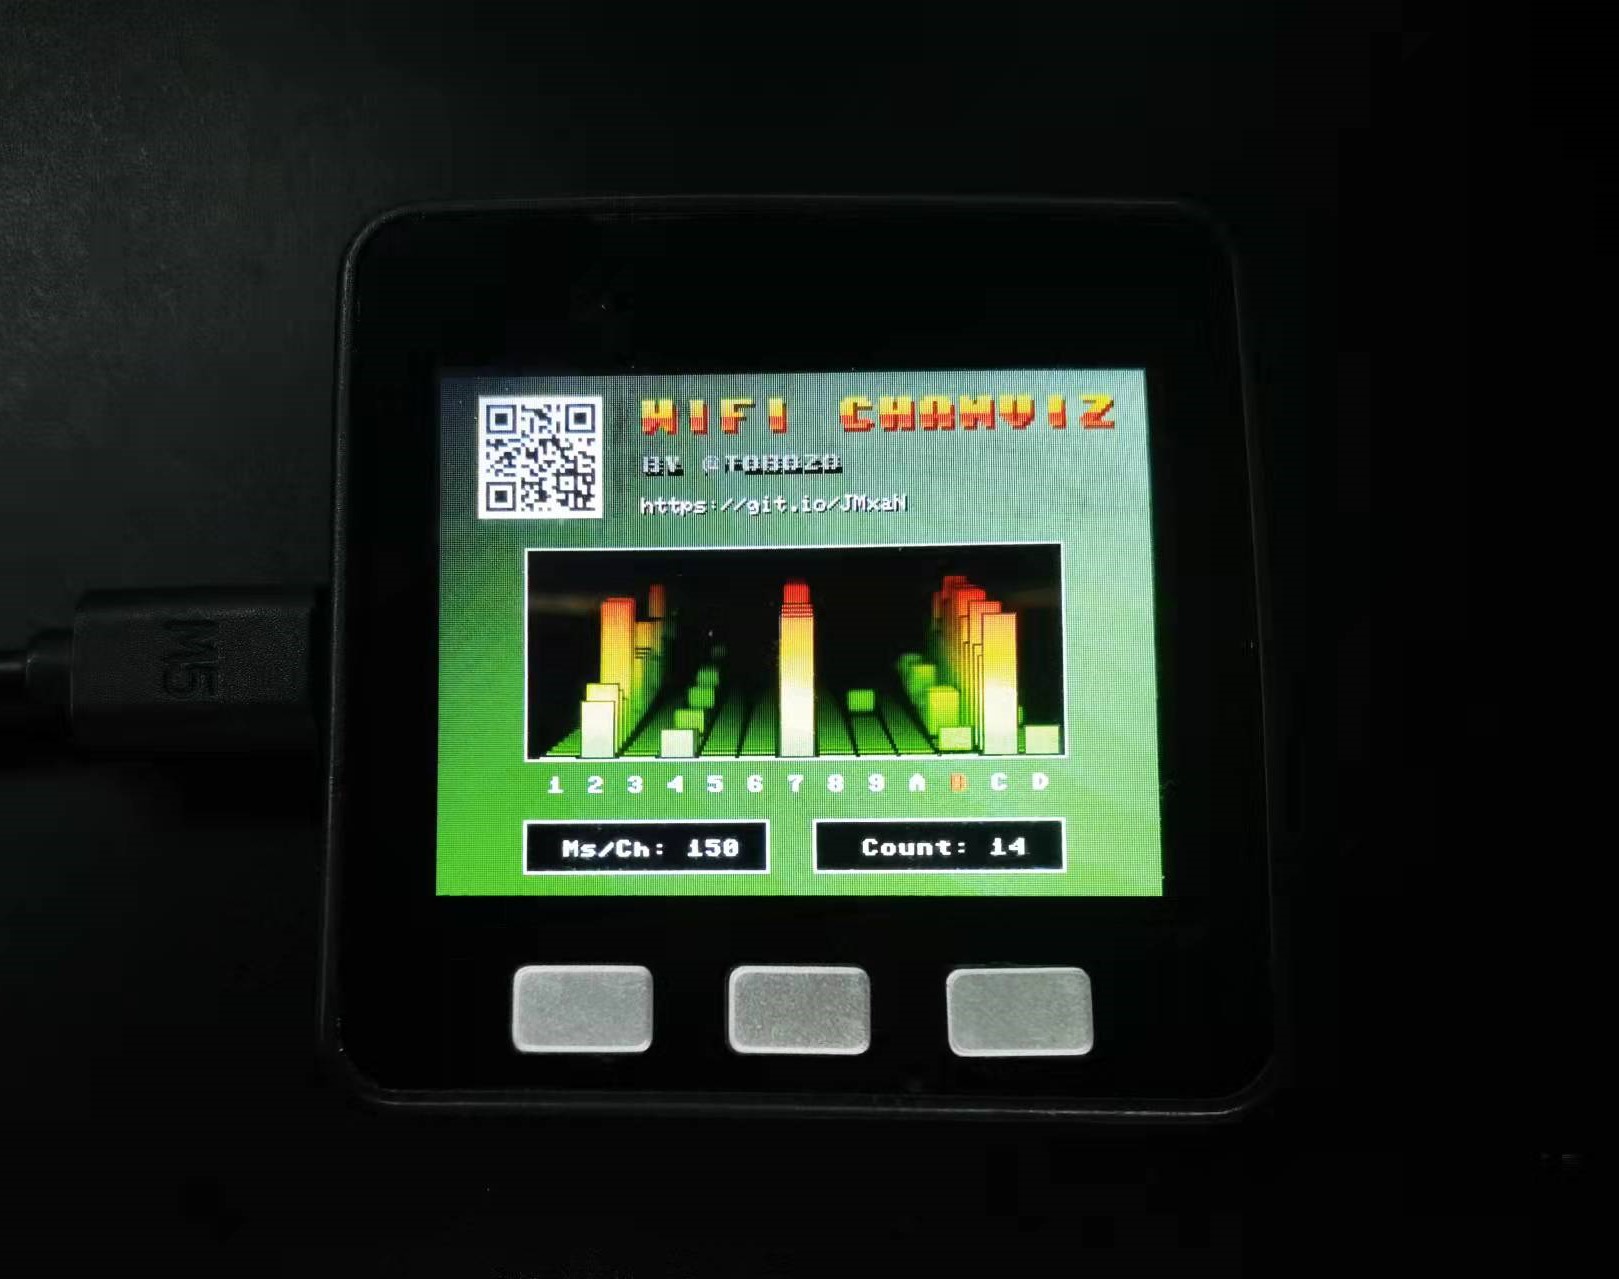 WIFI CHANVIZ
BY @TOBOZO
https://git.io/JMxaN
M5
1 2 3 4 5 6 7 8 9 A B C D
Ms/Ch: 150
Count: 14